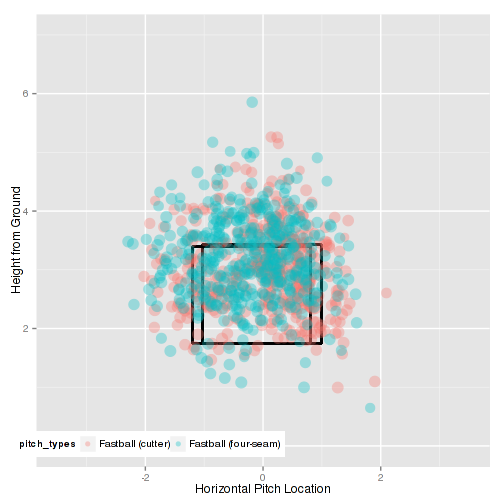 6
4
2
-2
0
2
Height from Ground
Horizontal Pitch Location
pitch_types Fastball (cutter) Fastball (four-seam)